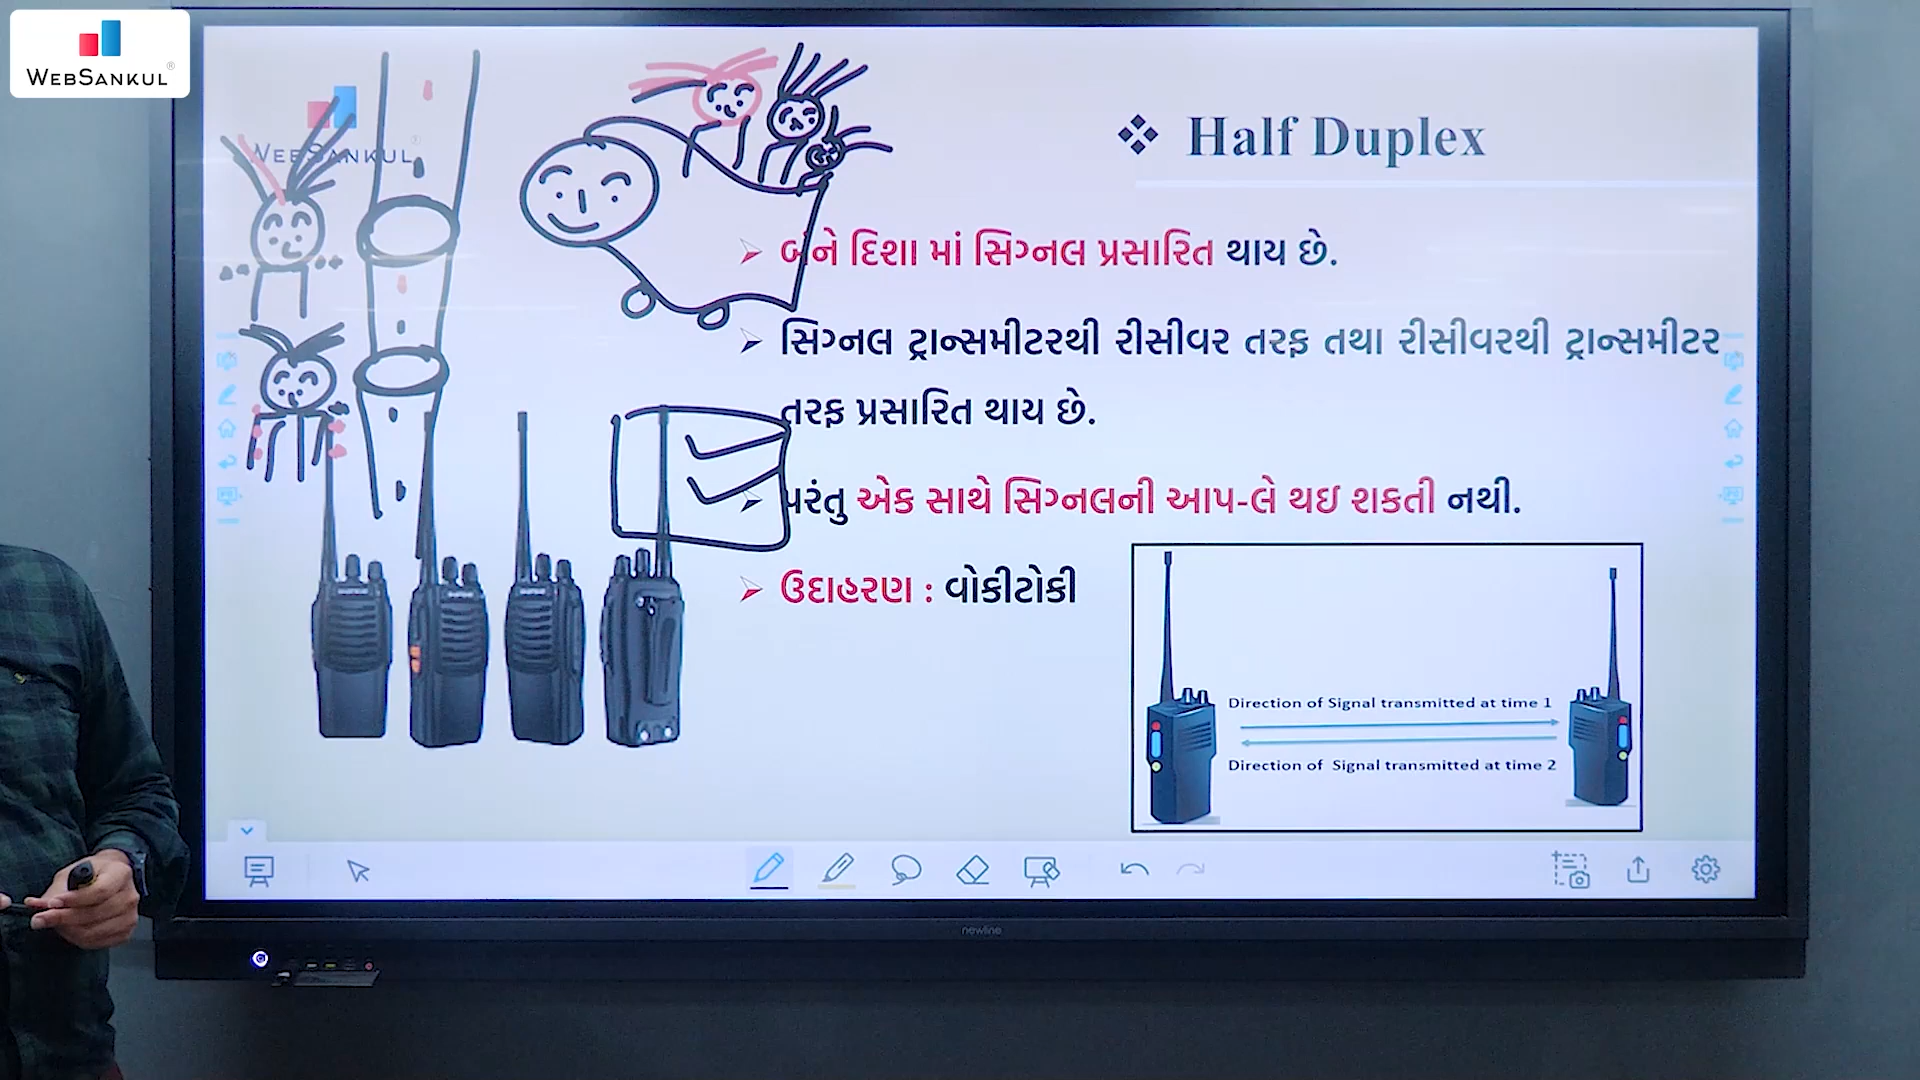 WEBSANKUL
WEBSANKUL
Half Duplex
બંને દિશા માં સિગ્નલ પ્રસારિત થાય છે.
સિગ્નલ ટ્રાન્સમીટરથી રીસીવર તરફ તથા રીસીવરથી ટ્રાન્સમીટર
તરફ પ્રસારિત થાય છે.
પરંતુ એક સાથે સિગ્નલની આપ-લે થઇ શકતી નથી.
ઉદાહરણ : વોકીટોકી
Direction of Signal transmitted at time 1
Direction of Signal transmitted at time 2
newline